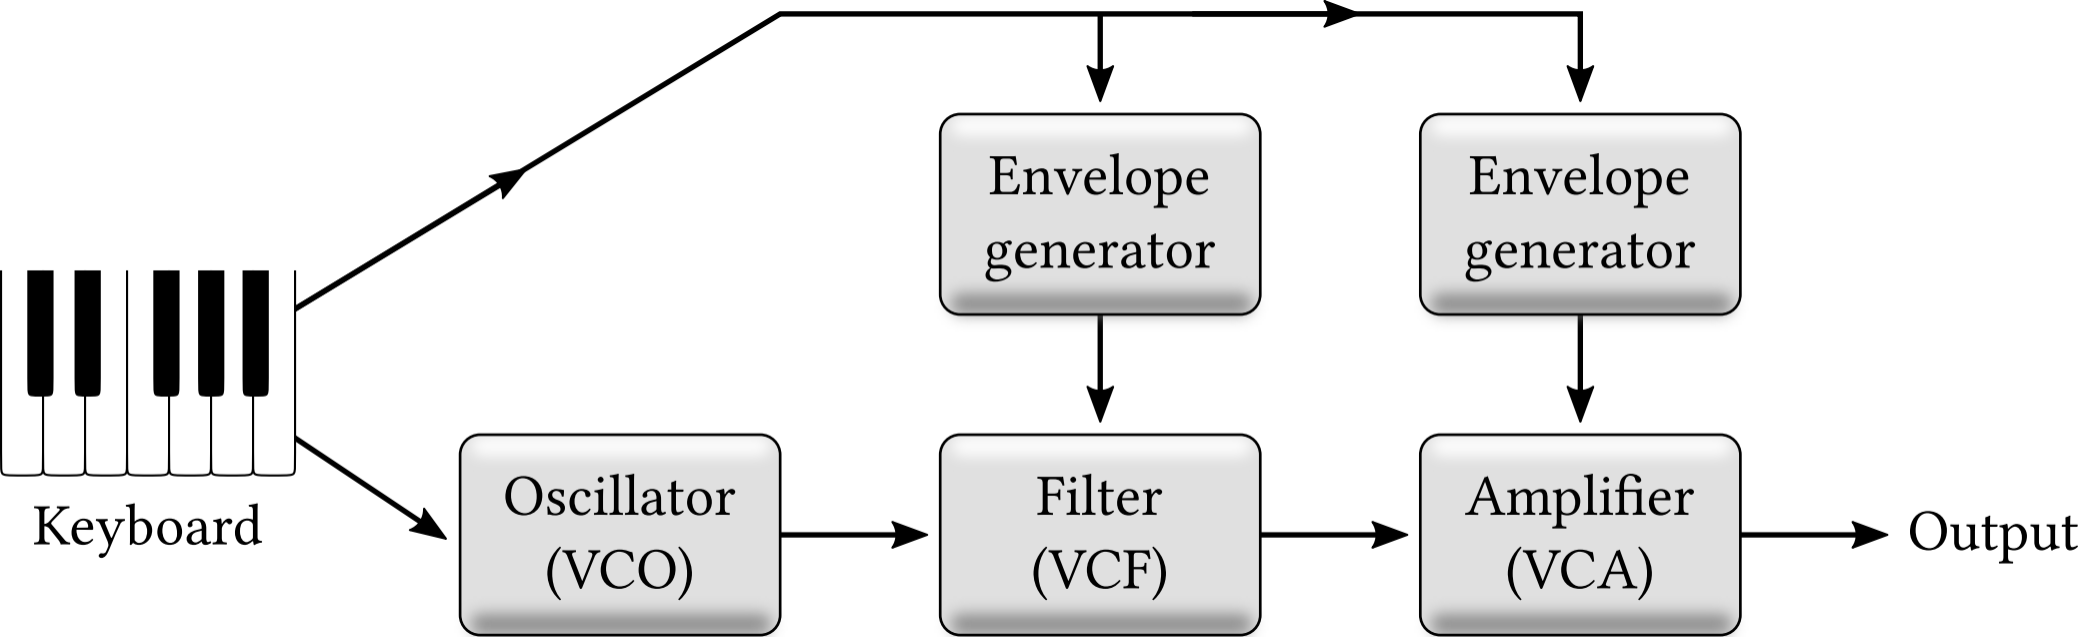 Envelope
generator
Envelope
generator
Keyboard
Oscillator
(VCO)
Filter
(VCF)
Amplifier
(VCA)
Output